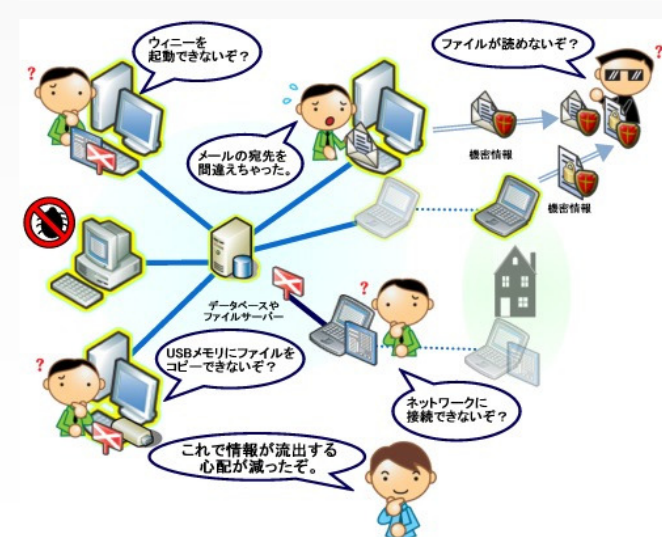 ウィニーを
起動できないぞ？
ファイルが読めないぞ？
?
?
メールの宛先を
間違えちゃった。
機密情報
機密情報
データベースや
ファイルサーバー
?
USBメモリにファイルを
コピーできないぞ？
?
ネットワークに
接続できないぞ？
これで情報が流出する
心配が減ったぞ。